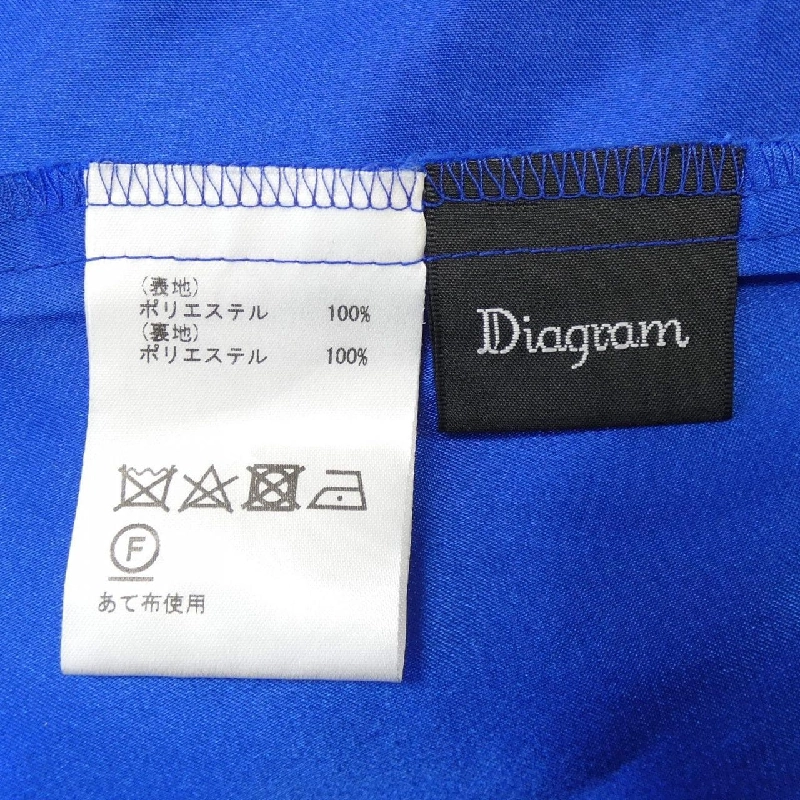 (表地)
ポリエステル 100%
(裏地)
ポリエステル 100%
F
あて布使用
Diagram